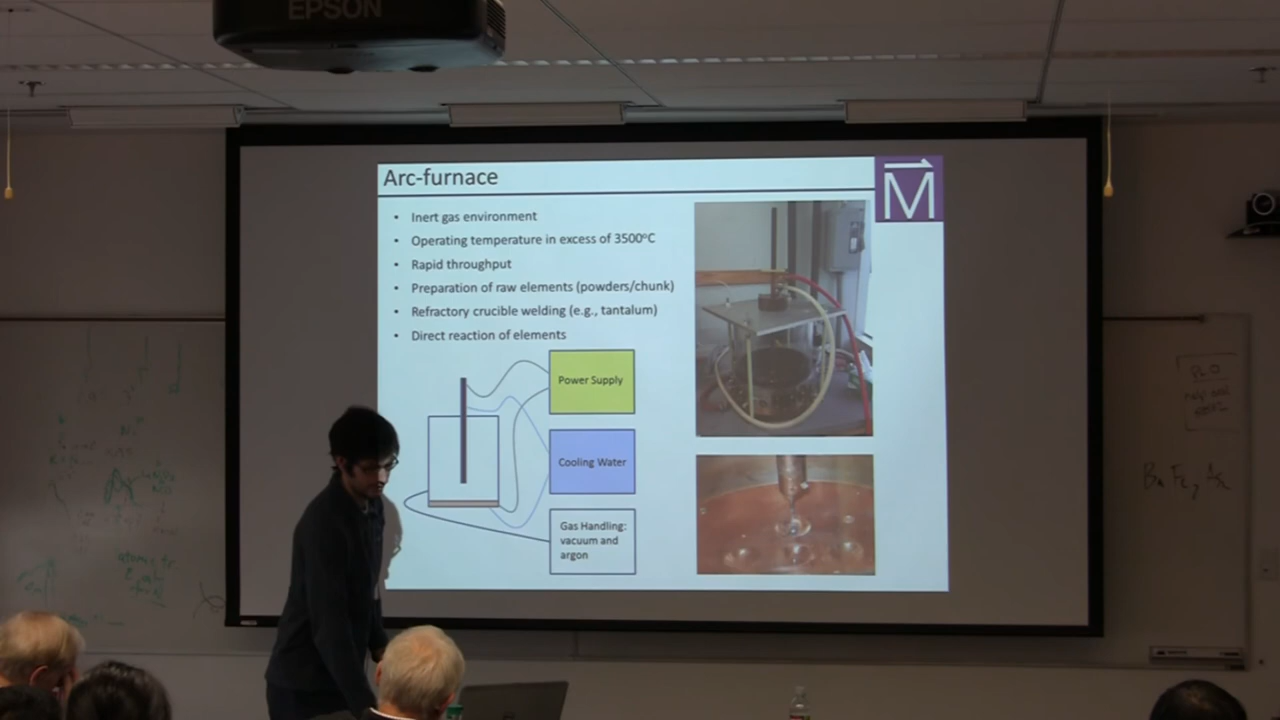 EPSON
Arc-furnace
M
• Inert gas environment
• Operating temperature in excess of 3500°C
• Rapid throughput
• Preparation of raw elements (powders/chunk)
• Refractory crucible welding (e.g., tantalum)
• Direct reaction of elements
Power Supply
Cooling Water
Gas Handling:
vacuum and
argon